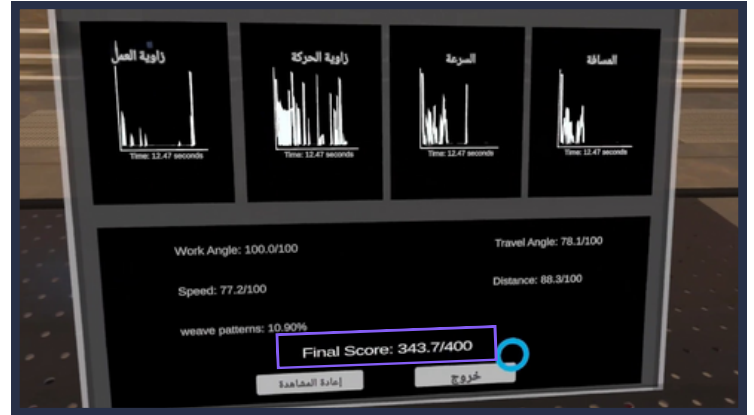 زاوية العمل
زاوية الحركة
السرعة
المسافة
Time: 12.47 seconds
Time: 12.47 seconds
Time: 12.47 seconds
Time: 12.47 seconds
Work Angle: 100.0/100
Travel Angle: 78.1/100
Speed: 77.2/100
Distance: 88.3/100
weave patterns: 10.90%
Final Score: 343.7/400
إعادة المشاهدة
خروج